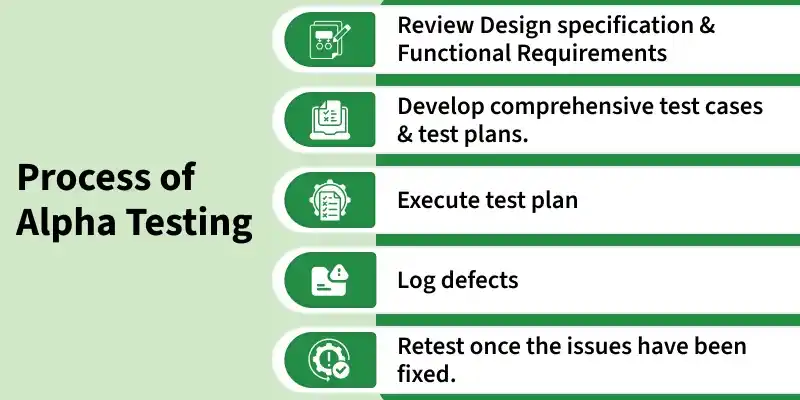 Process of
Alpha Testing
Review Design specification &
Functional Requirements
Develop comprehensive test cases
& test plans.
Execute test plan
Log defects
Retest once the issues have been
fixed.